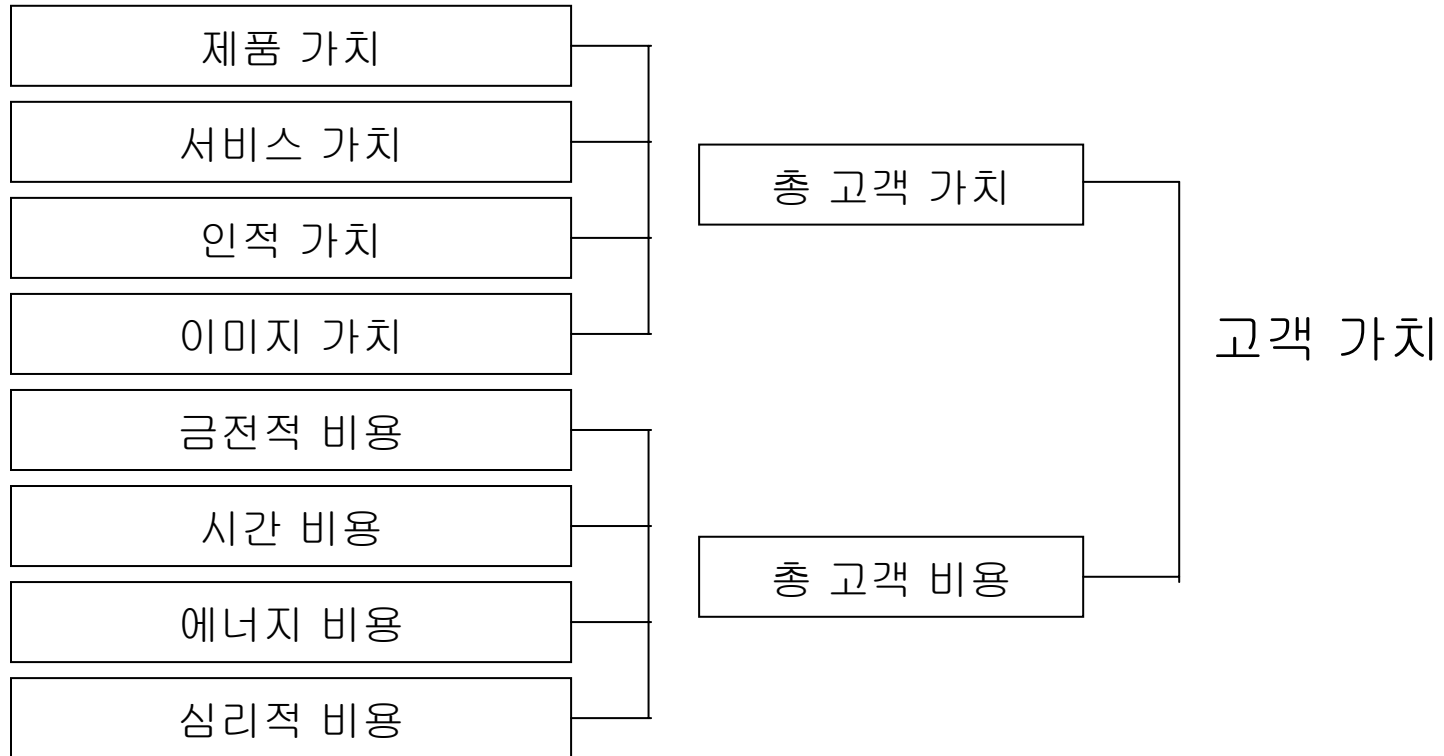 제품 가치
서비스 가치
인적 가치
이미지 가치
금전적 비용
시간 비용
에너지 비용
심리적 비용
총 고객 가치
총 고객 비용
고객 가치